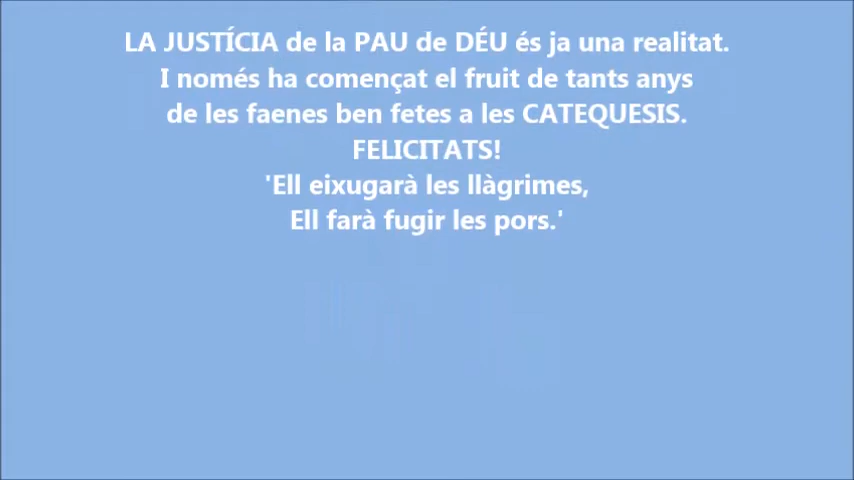 LA JUSTÍCIA de la PAU de DÉU és ja una realitat.
I només ha començat el fruit de tants anys
de les faenes ben fetes a les CATEQUESIS.
FELICITATS!
'Ell eixugarà les llàgrimes,
Ell farà fugir les pors.'